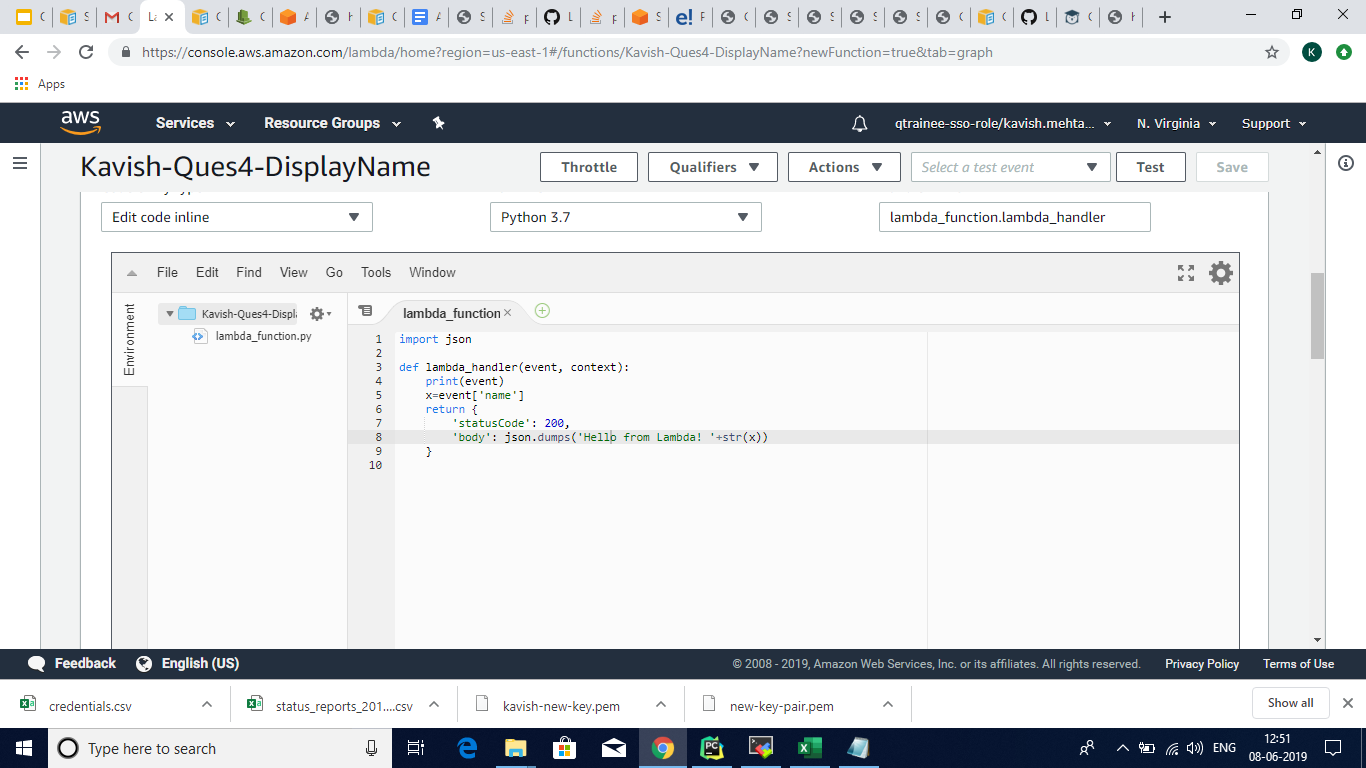 C
S
M C
La
C
C
A
H
C
A
S
p
L
p
S
e! F
C
S
S
S
S
C
C
L
C
H
https://console.aws.amazon.com/lambda/home?region=us-east-1#/functions/Kavish-Ques4-DisplayName?newFunction=true&tab=graph
K
Apps
aws
Services
Resource Groups
qtrainee-sso-role/kavish.mehta...
N. Virginia
Support
Kavish-Ques4-DisplayName
Throttle
Qualifiers
Actions
Select a test event
Test
Save
Edit code inline
Python 3.7
lambda_function.lambda_handler
File Edit Find View Go Tools Window
Environment
Kavish-Ques4-Displa
lambda_function.py
lambda_function
1 import json
2
3 def lambda_handler(event, context):
4 print(event)
5 x=event['name']
6 return {
7 'statusCode': 200,
8 'body': json.dumps('Hello from Lambda! '+str(x))
9 }
10
Feedback
English (US)
© 2008 - 2019, Amazon Web Services, Inc. or its affiliates. All rights reserved.
Privacy Policy
Terms of Use
credentials.csv
status_reports_201....csv
kavish-new-key.pem
new-key-pair.pem
Show all
Type here to search
PC
ENG
12:51
08-06-2019